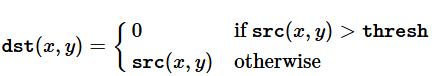 dst(x, y) = { 0 if src(x, y) > thresh
src(x, y) otherwise